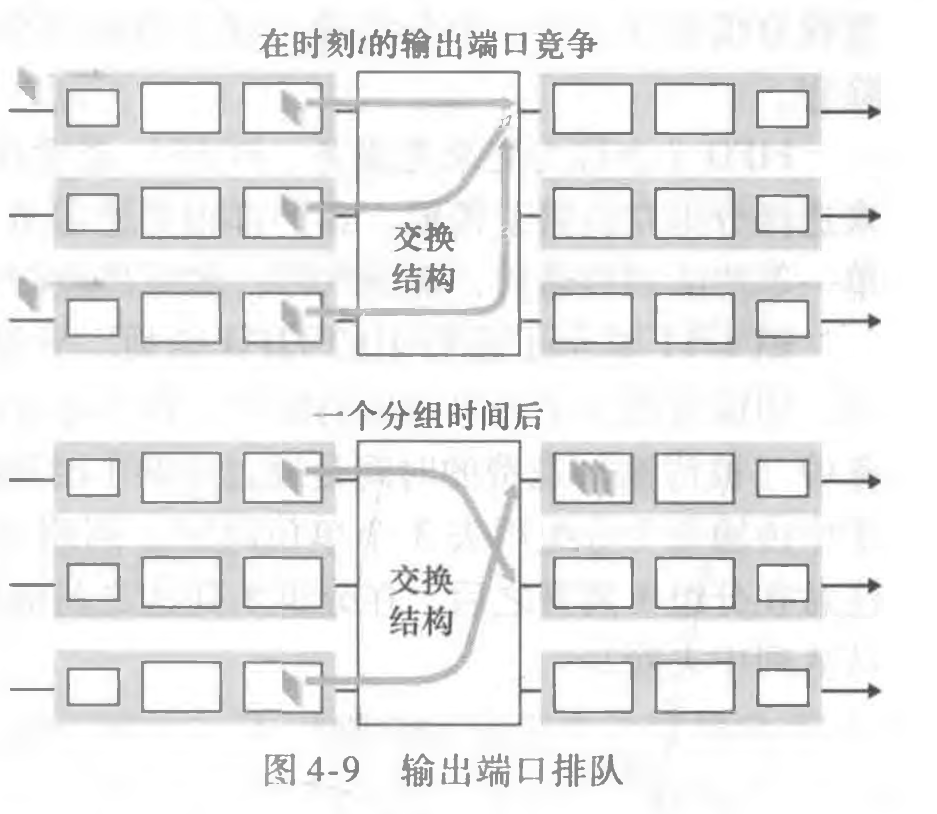 在时刻t的输出端口竞争
交换
结构
一个分组时间后
交换
结构
图4-9 输出端口排队